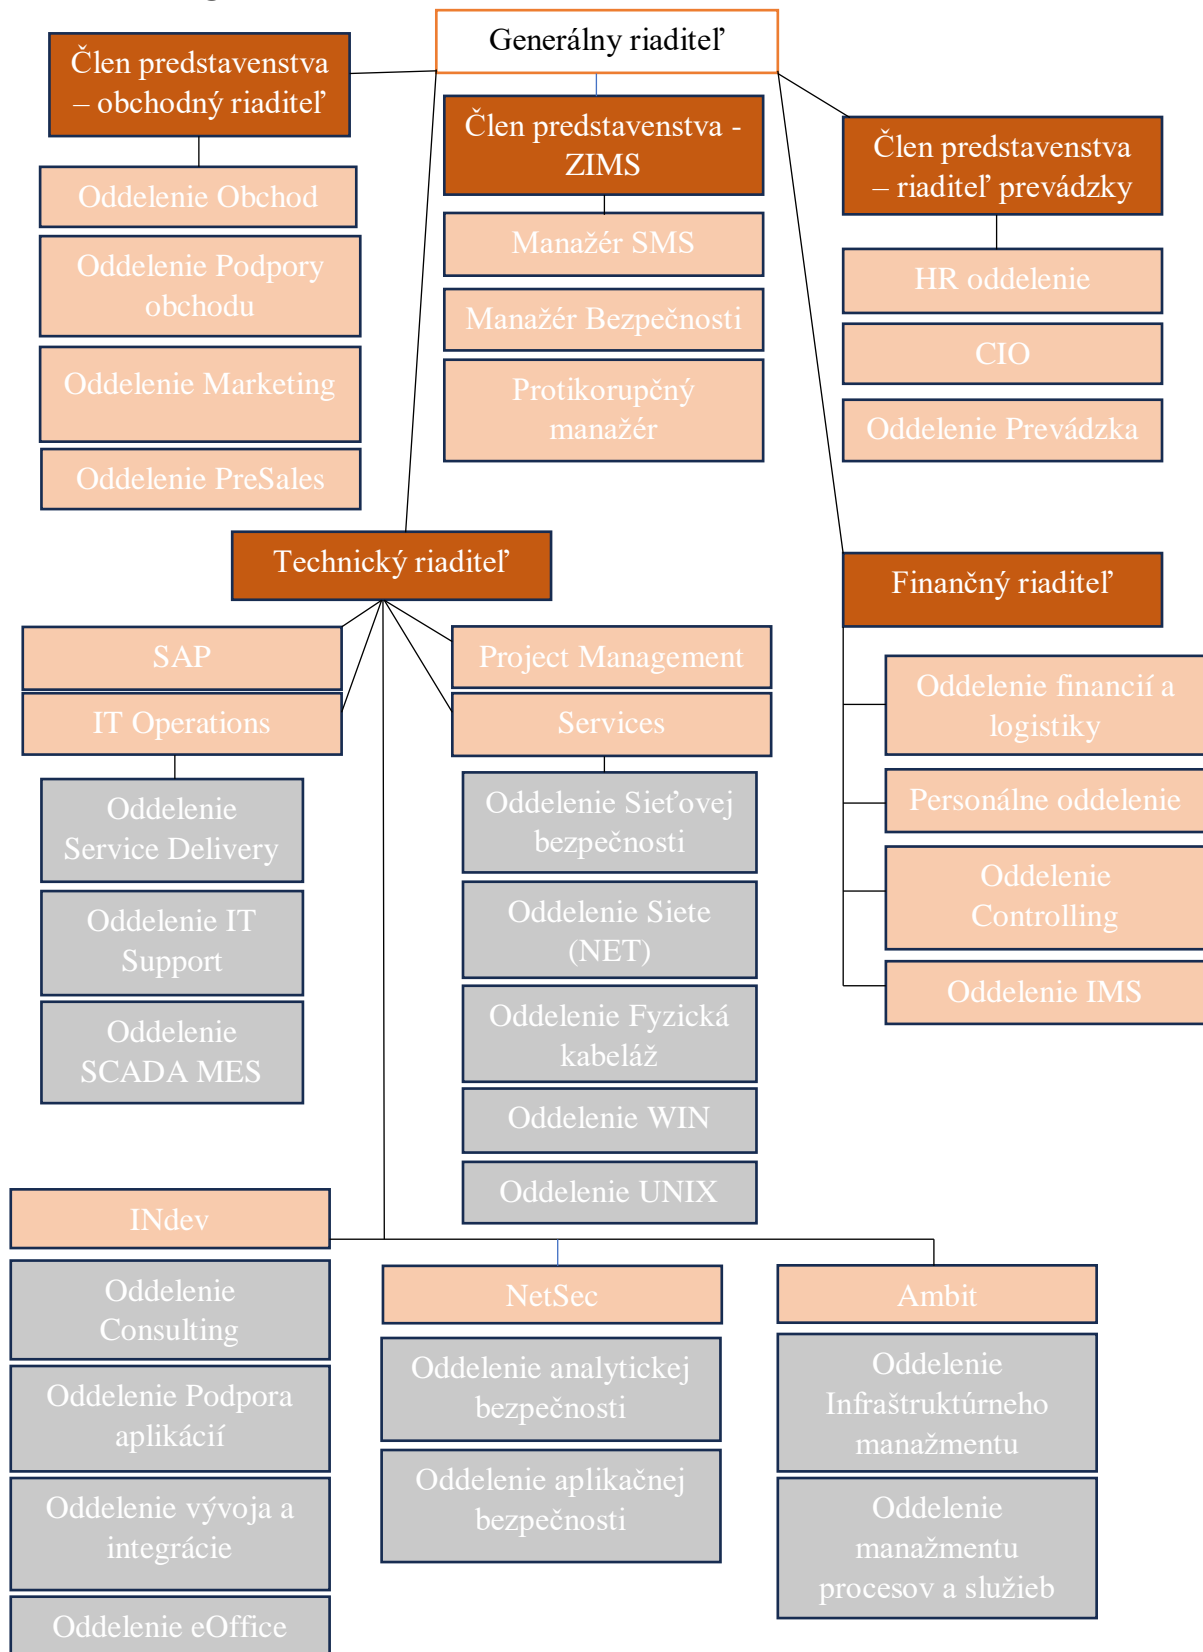 Generálny riaditeľ
Člen predstavenstva
– obchodný riaditeľ
Oddelenie Obchod
Oddelenie Podpory
obchodu
Oddelenie Marketing
Oddelenie PreSales
Člen predstavenstva -
ZIMS
Manažér SMS
Manažér Bezpečnosti
Protikorupčný
manažér
Člen predstavenstva
– riaditeľ prevádzky
HR oddelenie
CIO
Oddelenie Prevádzka
Technický riaditeľ
SAP
IT Operations
Oddelenie
Service Delivery
Oddelenie IT
Support
Oddelenie
SCADA MES
Project Management
Services
Oddelenie Sieťovej
bezpečnosti
Oddelenie Siete
(NET)
Oddelenie Fyzická
kabeláž
Oddelenie WIN
Oddelenie UNIX
Finančný riaditeľ
Oddelenie financií a
logistiky
Personálne oddelenie
Oddelenie
Controlling
Oddelenie IMS
INdev
Oddelenie
Consulting
Oddelenie Podpora
aplikácií
Oddelenie vývoja a
integrácie
Oddelenie eOffice
NetSec
Oddelenie analytickej
bezpečnosti
Oddelenie aplikačnej
bezpečnosti
Ambit
Oddelenie
Infraštruktúrneho
manažmentu
Oddelenie
manažmentu
procesov a služieb